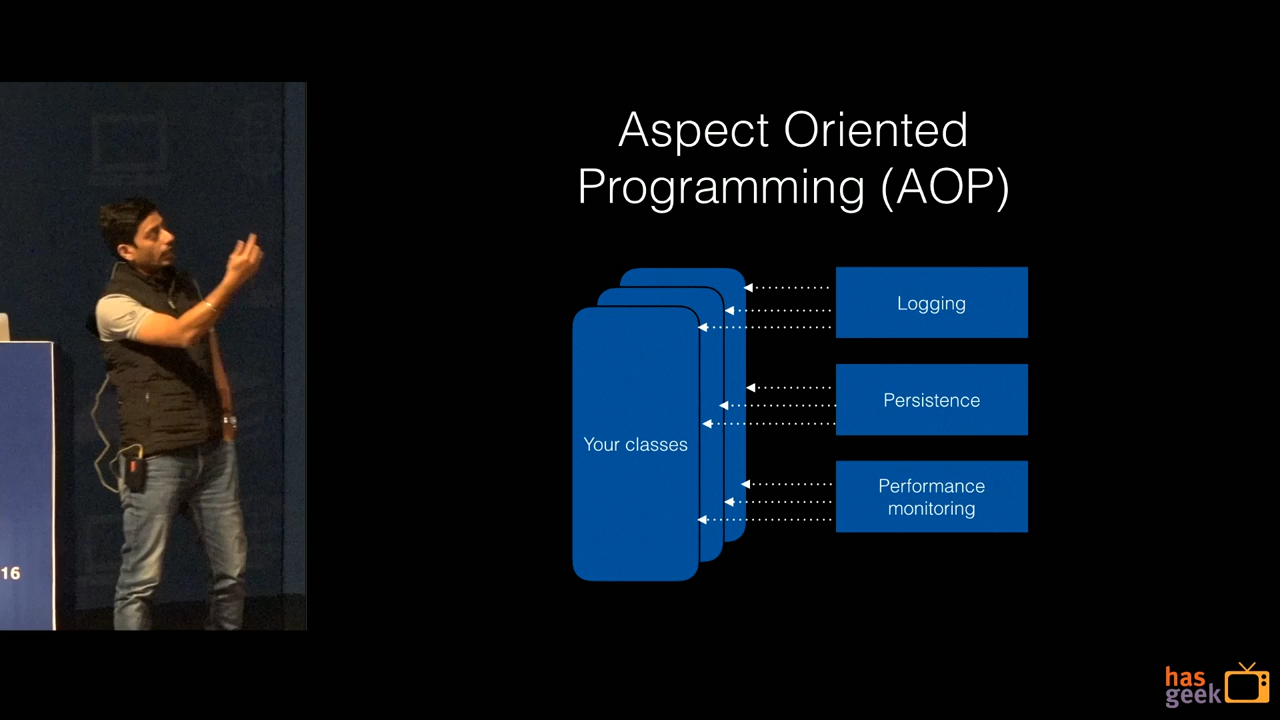 Aspect Oriented
Programming (AOP)
Logging
Persistence
Your classes
Performance
monitoring
16
has
geek